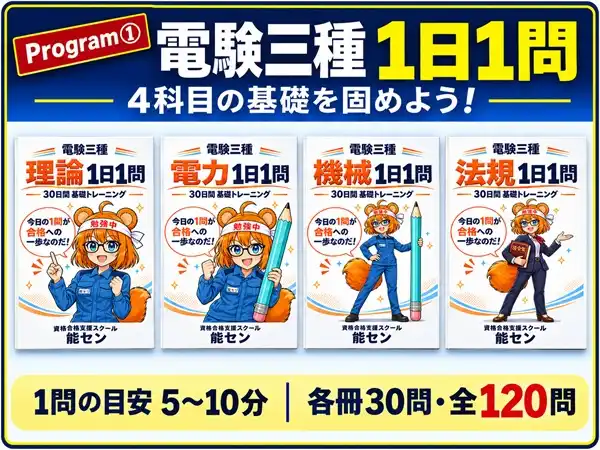 Program①
電験三種 1日1問
4科目の基礎を固めよう!
電験三種
理論 1日1問
30日間 基礎トレーニング
今日の1問が
合格への
一歩なのだ!
勉強中
資格合格支援スクール
能セン
電験三種
電力 1日1問
30日間 基礎トレーニング
今日の1問が
合格への
一歩なのだ!
勉強中
資格合格支援スクール
能セン
電験三種
機械 1日1問
30日間 基礎トレーニング
今日の1問が
合格への
一歩なのだ!
資格合格支援スクール
能セン
電験三種
法規 1日1問
30日間 基礎トレーニング
今日の1問が
合格への
一歩なのだ!
資格合格支援スクール
能セン
1問の目安 5〜10分
各冊30問・全120問